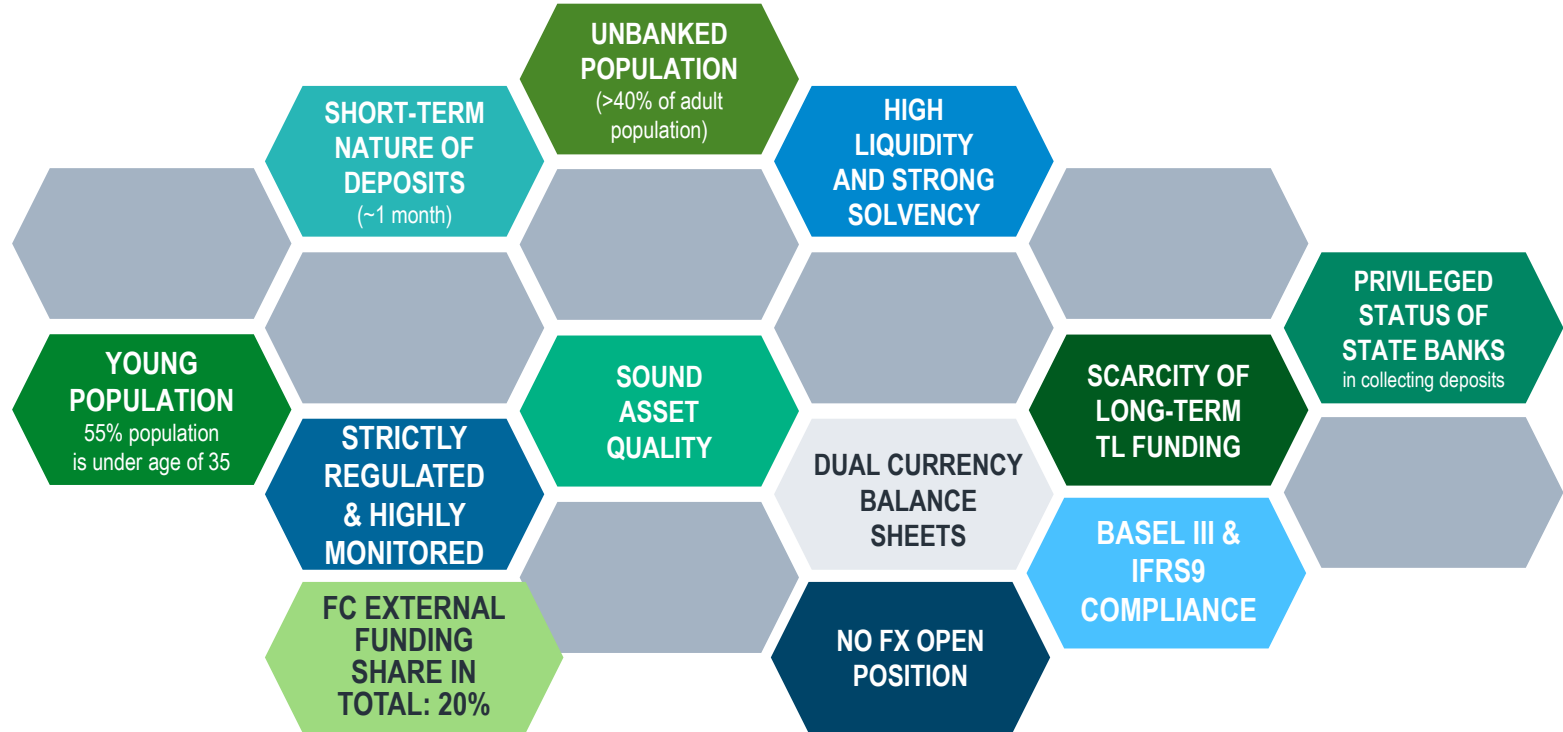 UNBANKED
POPULATION
(>40% of adult
population)
SHORT-TERM
NATURE OF
DEPOSITS
(~1 month)
HIGH
LIQUIDITY
AND STRONG
SOLVENCY
PRIVILEGED
STATUS OF
STATE BANKS
in collecting deposits
YOUNG
POPULATION
55% population
is under age of 35
SOUND
ASSET
QUALITY
SCARCITY OF
LONG-TERM
TL FUNDING
STRICTLY
REGULATED
& HIGHLY
MONITORED
DUAL CURRENCY
BALANCE
SHEETS
BASEL III &
IFRS9
COMPLIANCE
FC EXTERNAL
FUNDING
SHARE IN
TOTAL: 20%
NO FX OPEN
POSITION